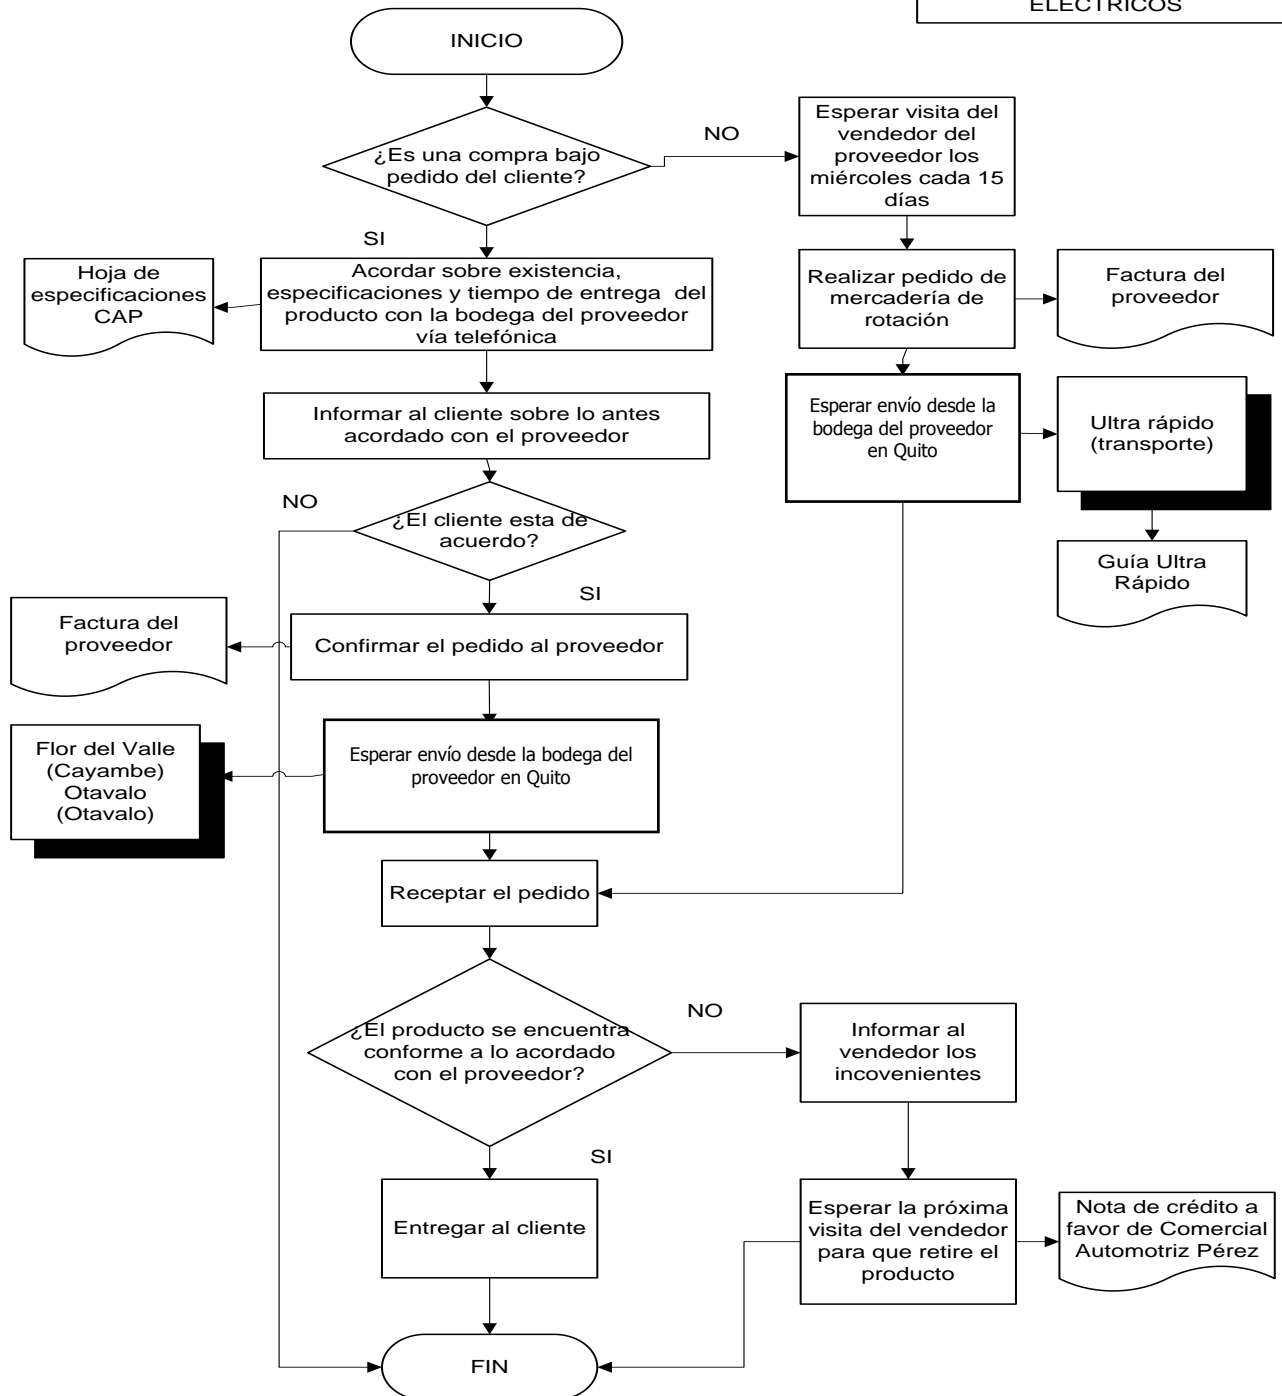 ELECTRICOS
INICIO
¿Es una compra bajo
pedido del cliente?
NO
Esperar visita del
vendedor del
proveedor los
miércoles cada 15
días
SI
Hoja de
especificaciones
CAP
Acordar sobre existencia,
especificaciones y tiempo de entrega del
producto con la bodega del proveedor
vía telefónica
Realizar pedido de
mercadería de
rotación
Factura del
proveedor
Informar al cliente sobre lo antes
acordado con el proveedor
Esperar envío desde la
bodega del proveedor
en Quito
Ultra rápido
(transporte)
Guía Ultra
Rápido
NO
¿El cliente esta de
acuerdo?
SI
Factura del
proveedor
Confirmar el pedido al proveedor
Flor del Valle
(Cayambe)
Otavalo
(Otavalo)
Esperar envío desde la bodega del
proveedor en Quito
Receptar el pedido
¿El producto se encuentra
conforme a lo acordado
con el proveedor?
NO
Informar al
vendedor los
incovenientes
SI
Entregar al cliente
Esperar la próxima
visita del vendedor
para que retire el
producto
Nota de crédito a
favor de Comercial
Automotriz Pérez
FIN